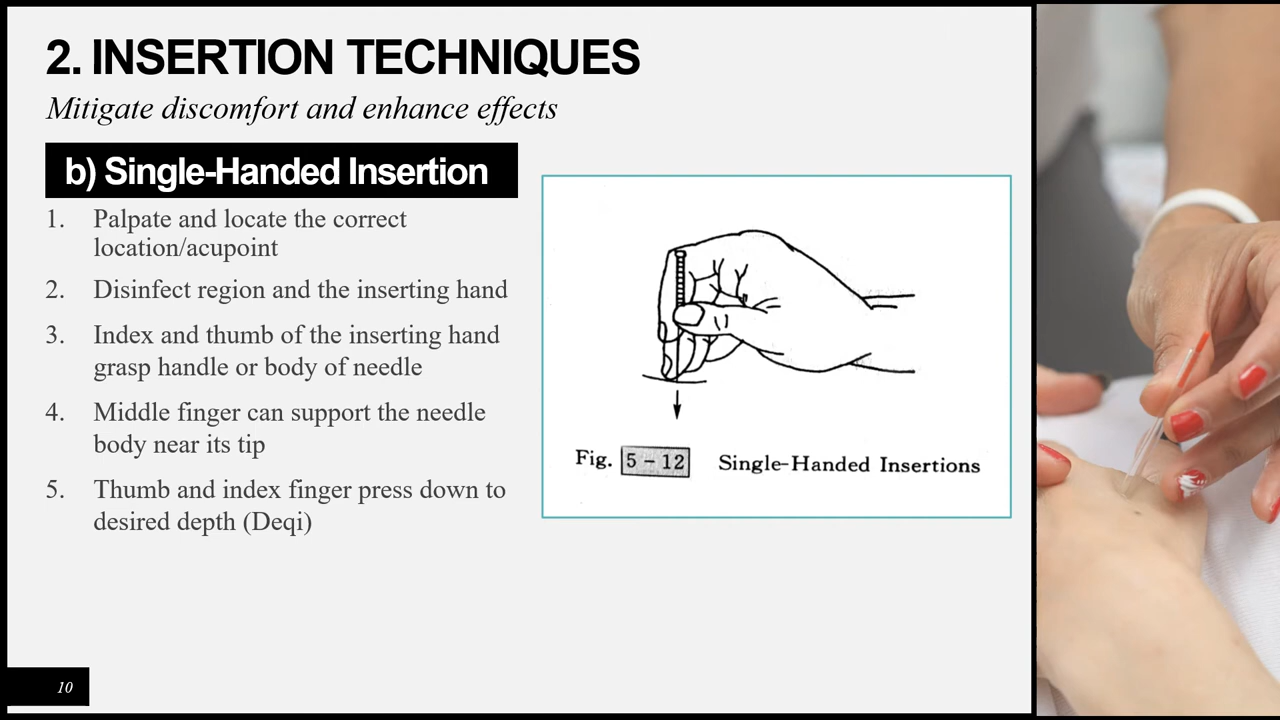 2. INSERTION TECHNIQUES
Mitigate discomfort and enhance effects
b) Single-Handed Insertion
1. Palpate and locate the correct
location/acupoint
2. Disinfect region and the inserting hand
3. Index and thumb of the inserting hand
grasp handle or body of needle
4. Middle finger can support the needle
body near its tip
5. Thumb and index finger press down to
desired depth (Deqi)
Fig. 5-12 Single-Handed Insertions
10